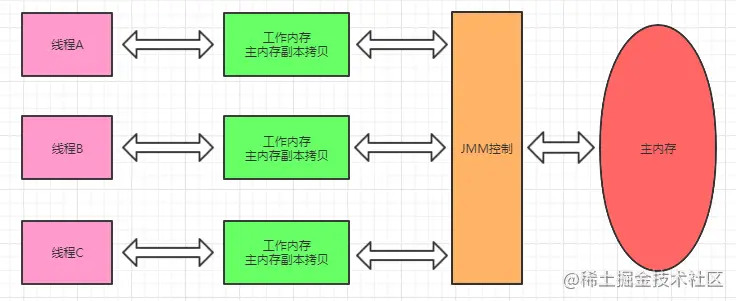 线程A
工作内存
主内存副本拷贝
线程B
工作内存
主内存副本拷贝
线程C
工作内存
主内存副本拷贝
JMM控制
主内存
@稀土掘金技术社区